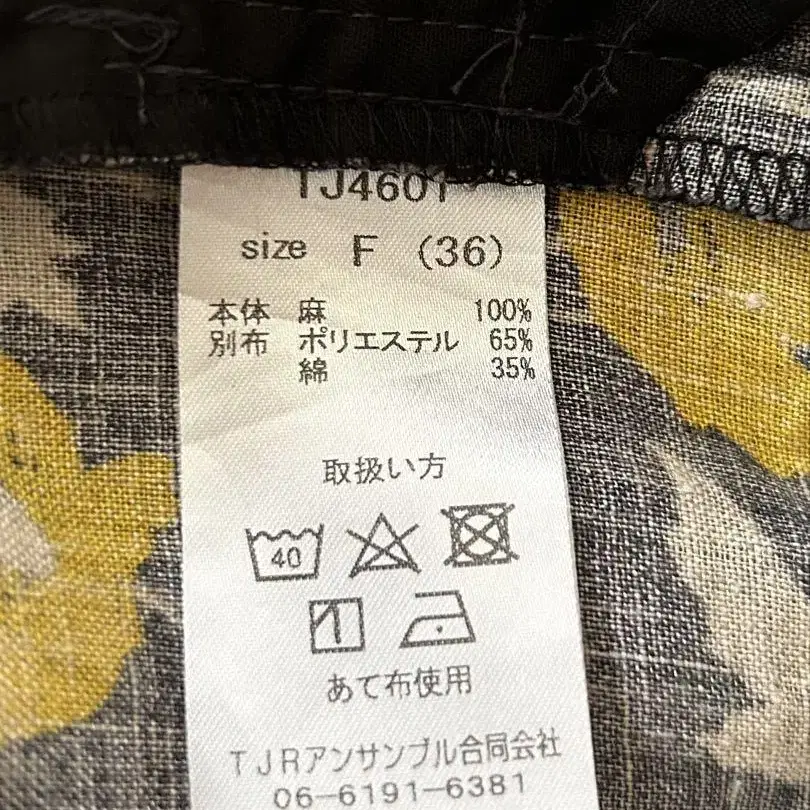 TJ4601
size F (36)
本体 麻 100%
別布 ポリエステル 65%
綿 35%
取扱い方
40
あて布使用
TJRアンサンブル合同会社
06-6191-6381